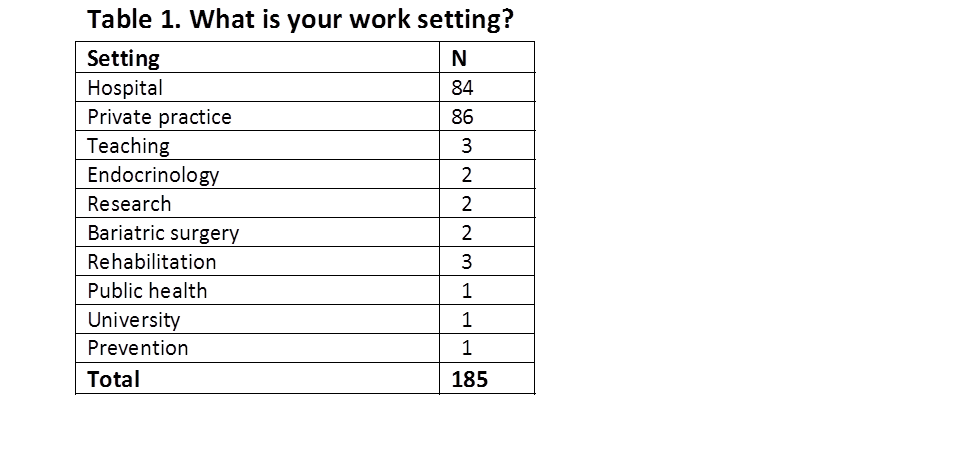 Table 1. What is your work setting?
Setting N
Hospital 84
Private practice 86
Teaching 3
Endocrinology 2
Research 2
Bariatric surgery 2
Rehabilitation 3
Public health 1
University 1
Prevention 1
Total 185